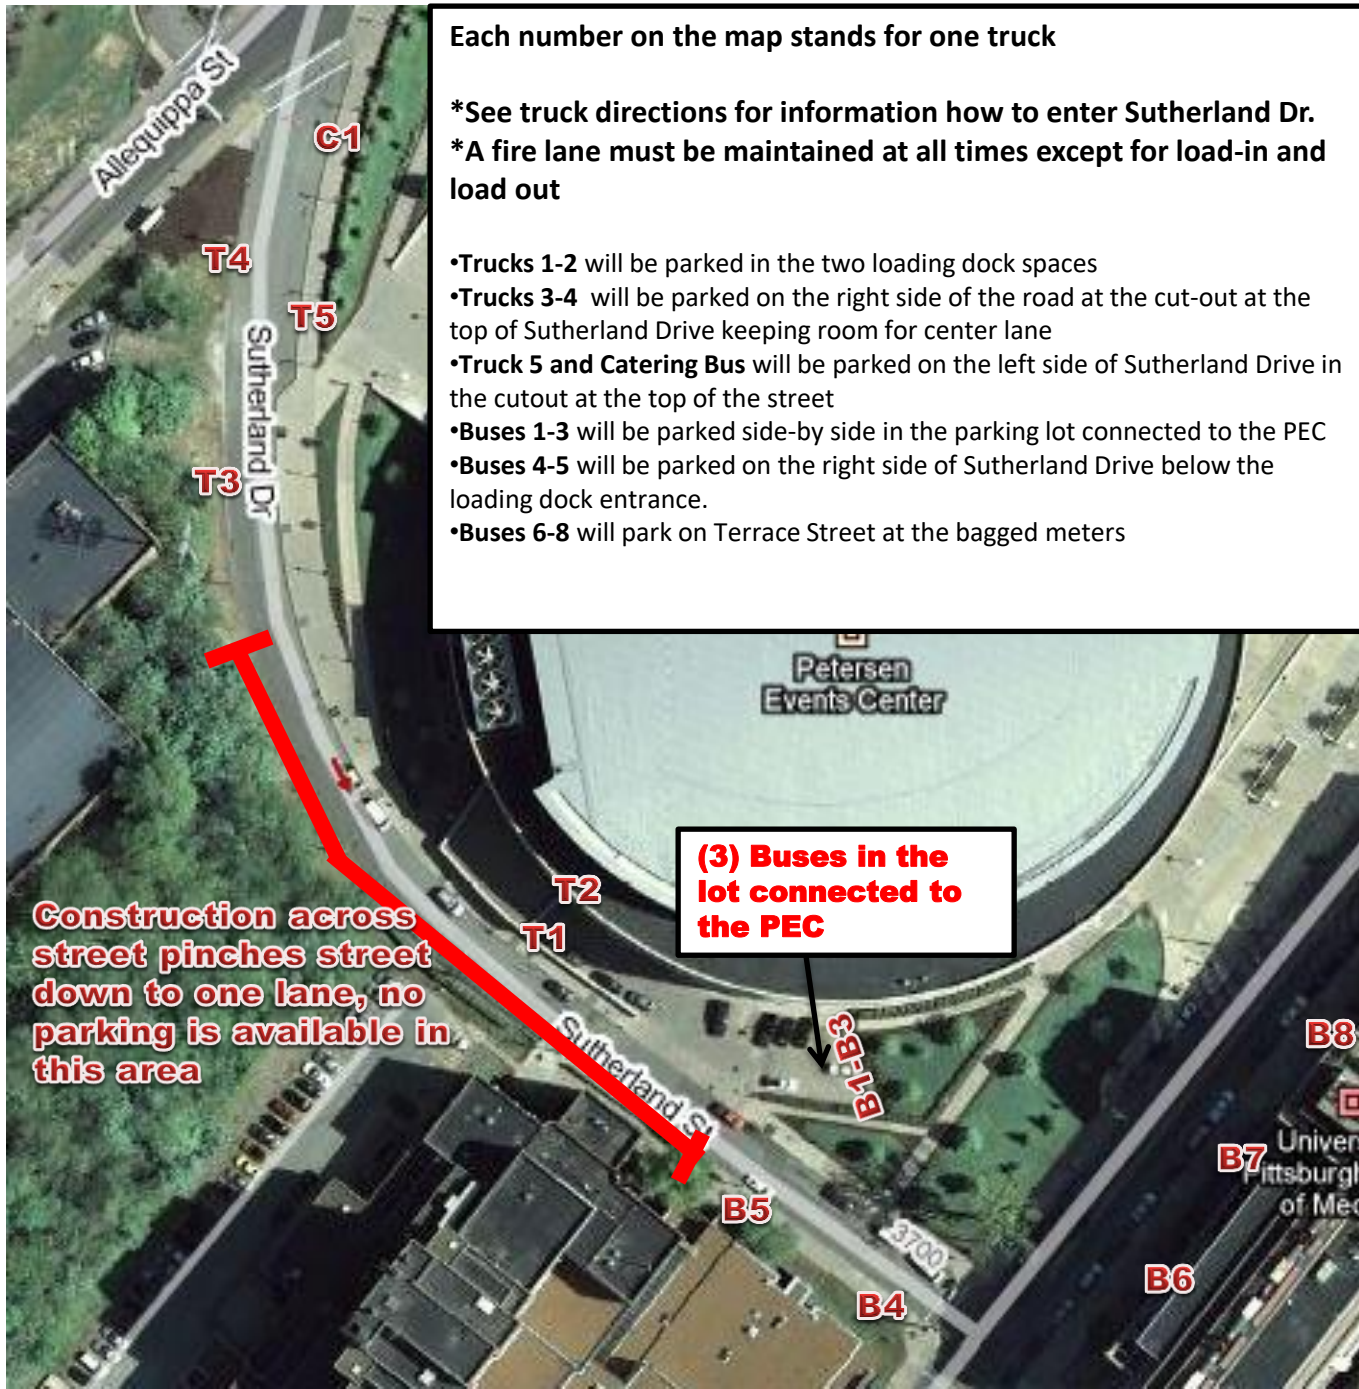 Each number on the map stands for one truck
*See truck directions for information how to enter Sutherland Dr.
*A fire lane must be maintained at all times except for load-in and
load out
•Trucks 1-2 will be parked in the two loading dock spaces
•Trucks 3-4  will be parked on the right side of the road at the cut-out at the
top of Sutherland Drive keeping room for center lane
•Truck 5 and Catering Bus will be parked on the left side of Sutherland Drive in
the cutout at the top of the street
•Buses 1-3 will be parked side-by side in the parking lot connected to the PEC
•Buses 4-5 will be parked on the right side of Sutherland Drive below the
loading dock entrance.
•Buses 6-8 will park on Terrace Street at the bagged meters
Allequippa St
C1
T4
T5
Sutherland Dr
T3
Petersen
Events Center
(3) Buses in the
lot connected to
the PEC
T2
T1
Construction across
street pinches street
down to one lane, no
parking is available in
this area
Sutherland St
B1-B3
B8
Univer
B7
ittsburgh
of Med
B5
3700
B6
B4